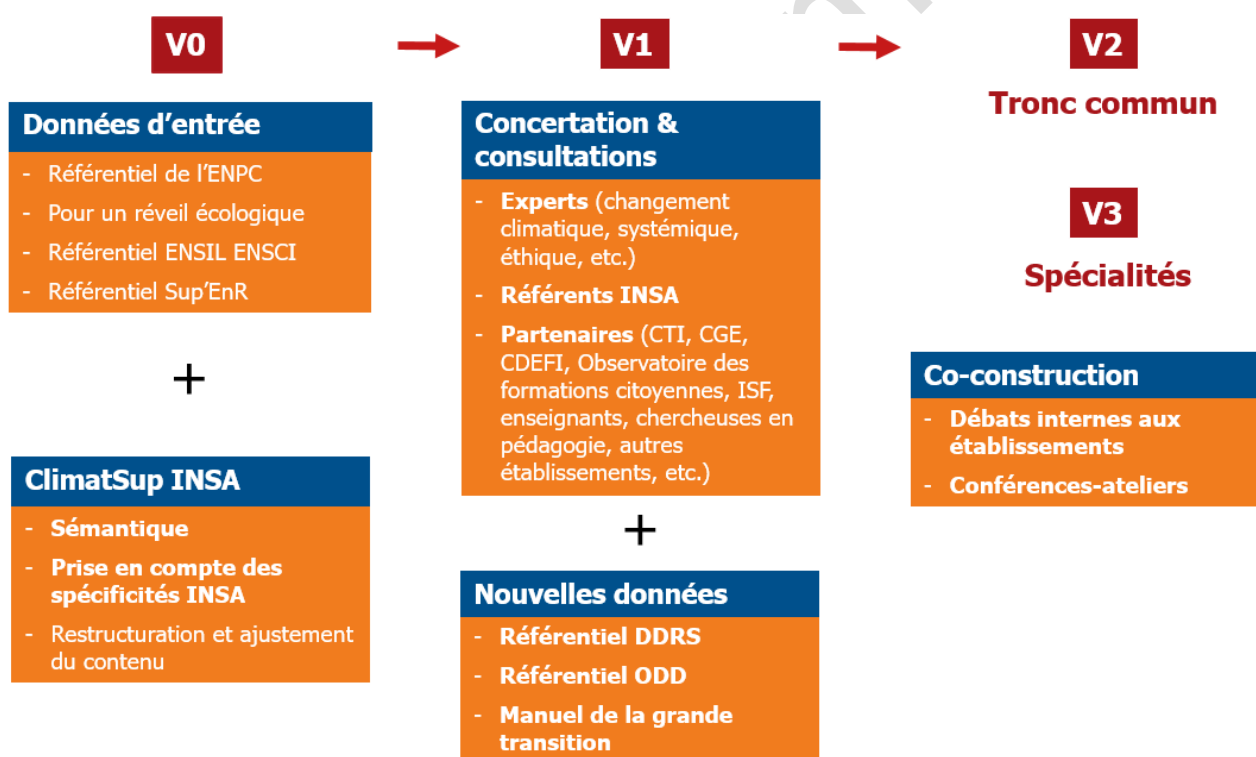 V0
Données d'entrée
- Référentiel de l'ENPC
- Pour un réveil écologique
- Référentiel ENSIL ENSCI
- Référentiel Sup'EnR
+
ClimatSup INSA
- Sémantique
- Prise en compte des
spécificités INSA
- Restructuration et ajustement
du contenu
V1
Concertation &
consultations
- Experts (changement
climatique, systémique,
éthique, etc.)
- Référents INSA
- Partenaires (CTI, CGE,
CDEFI, Observatoire des
formations citoyennes, ISF,
enseignants, chercheuses en
pédagogie, autres
établissements, etc.)
+
Nouvelles données
- Référentiel DDRS
- Référentiel ODD
- Manuel de la grande
transition
V2
Tronc commun
V3
Spécialités
Co-construction
- Débats internes aux
établissements
- Conférences-ateliers